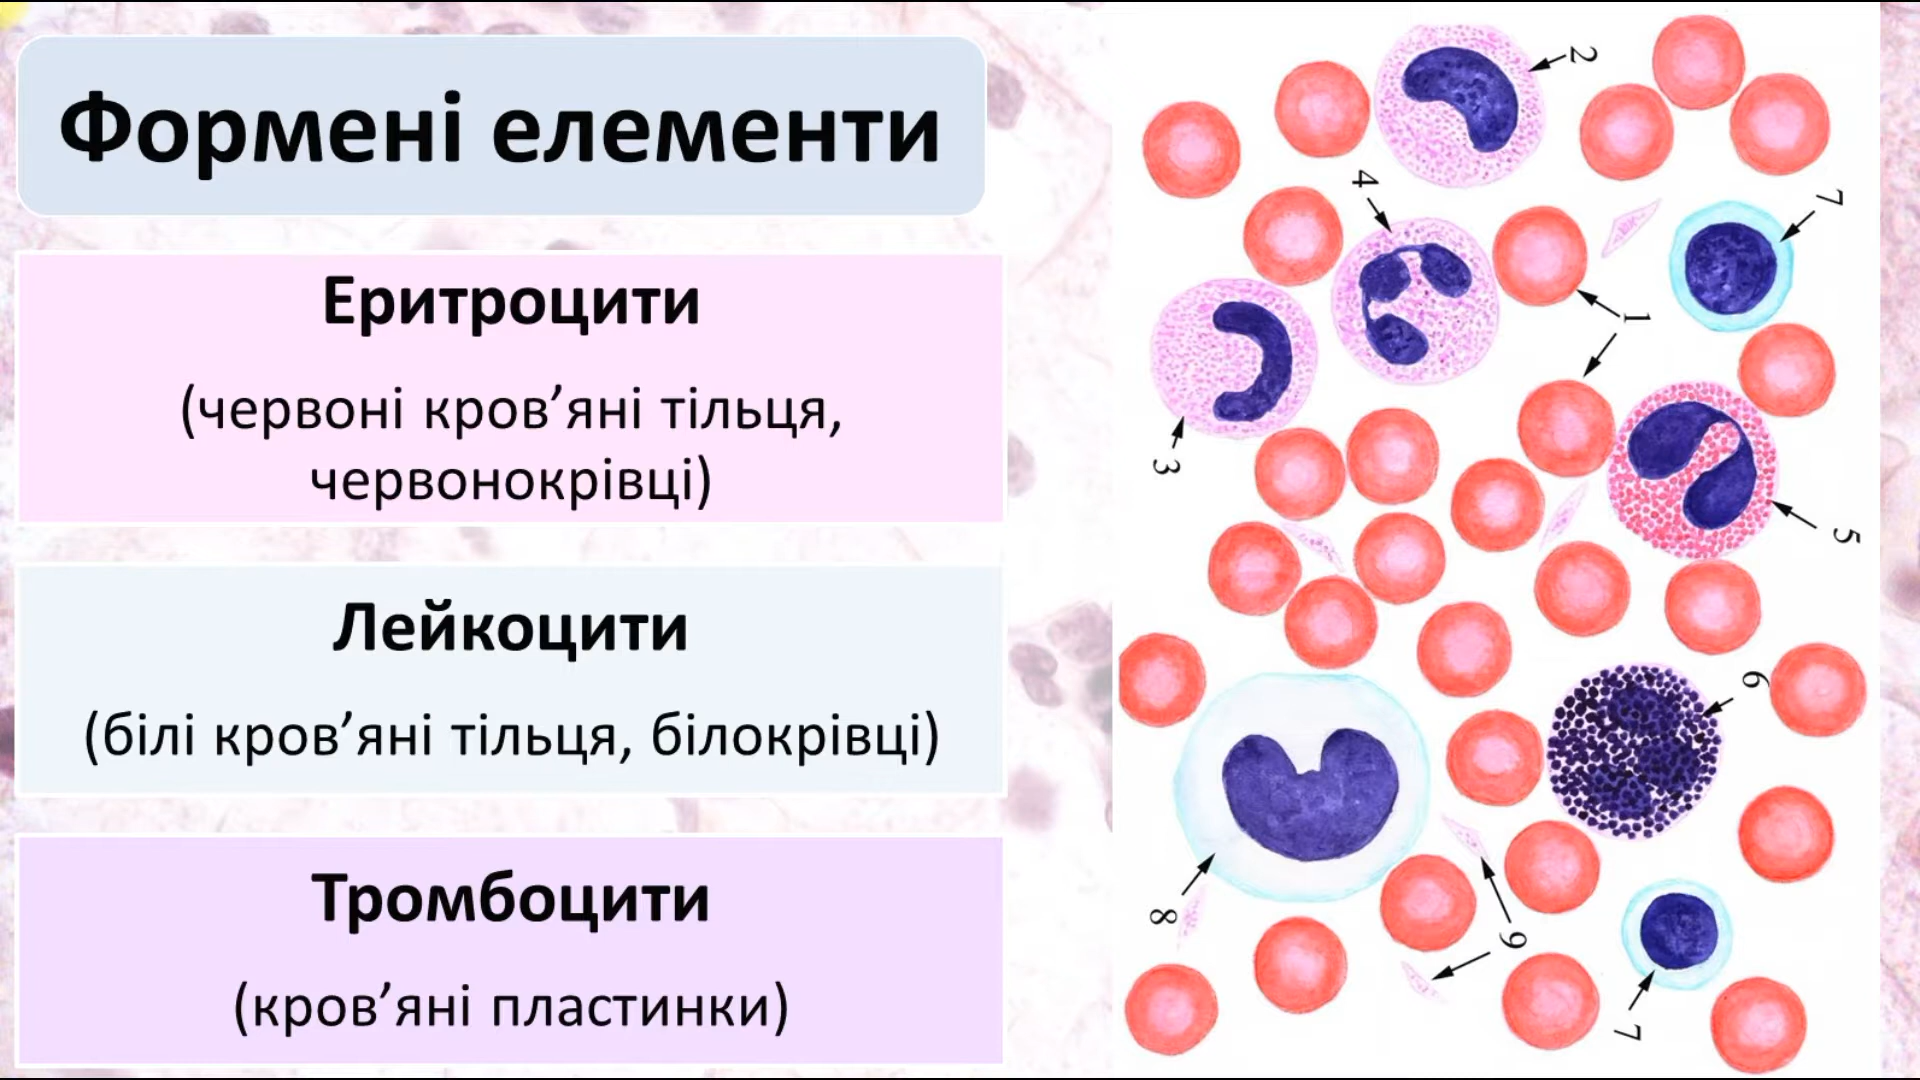 Формені елементи
Еритроцити
(червоні кров’яні тільця,
червонокрівці)
Лейкоцити
(білі кров’яні тільця, білокрівці)
Тромбоцити
(кров’яні пластинки)
2
7
4
1
3
5
6
8
9
7